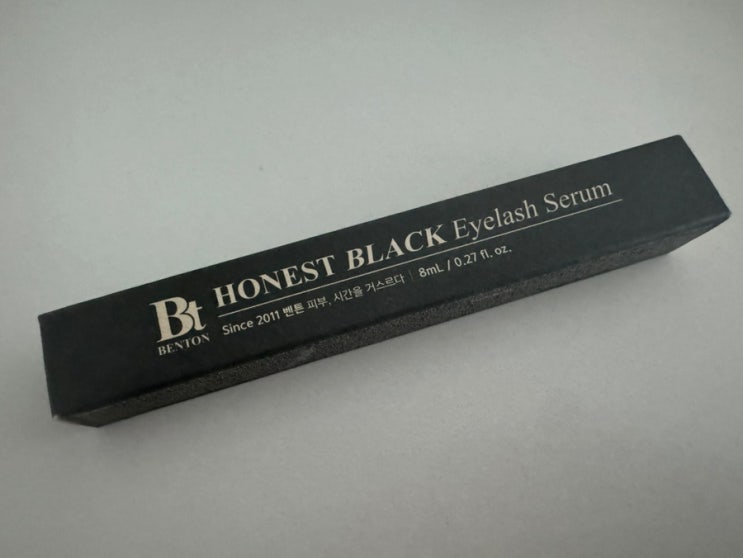 Bt
BENTON
HONEST BLACK Eyelash Serum
Since 2011 벤튼 피부, 시간을 거스르다 | 8mL / 0.27 fl. oz.